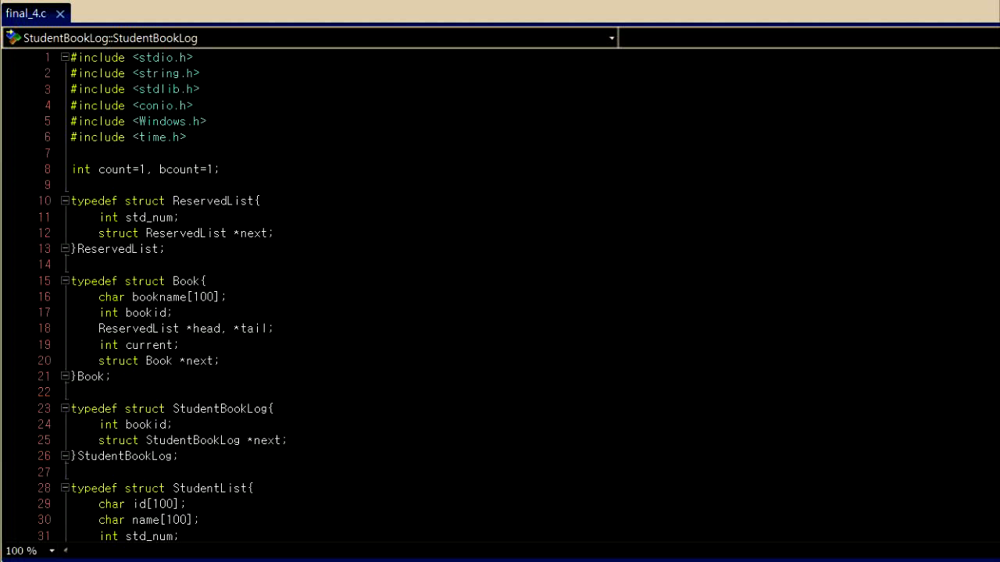 final_4.c
StudentBookLog::StudentBookLog
1 #include <stdio.h>
2 #include <string.h>
3 #include <stdlib.h>
4 #include <conio.h>
5 #include <Windows.h>
6 #include <time.h>
7
8 int count=1, bcount=1;
9
10 typedef struct ReservedList{
11 int std_num;
12 struct ReservedList *next;
13 }ReservedList;
14
15 typedef struct Book{
16 char bookname[100];
17 int bookid;
18 ReservedList *head, *tail;
19 int current;
20 struct Book *next;
21 }Book;
22
23 typedef struct StudentBookLog{
24 int bookid;
25 struct StudentBookLog *next;
26 }StudentBookLog;
27
28 typedef struct StudentList{
29 char id[100];
30 char name[100];
31 int std_num;
100 %